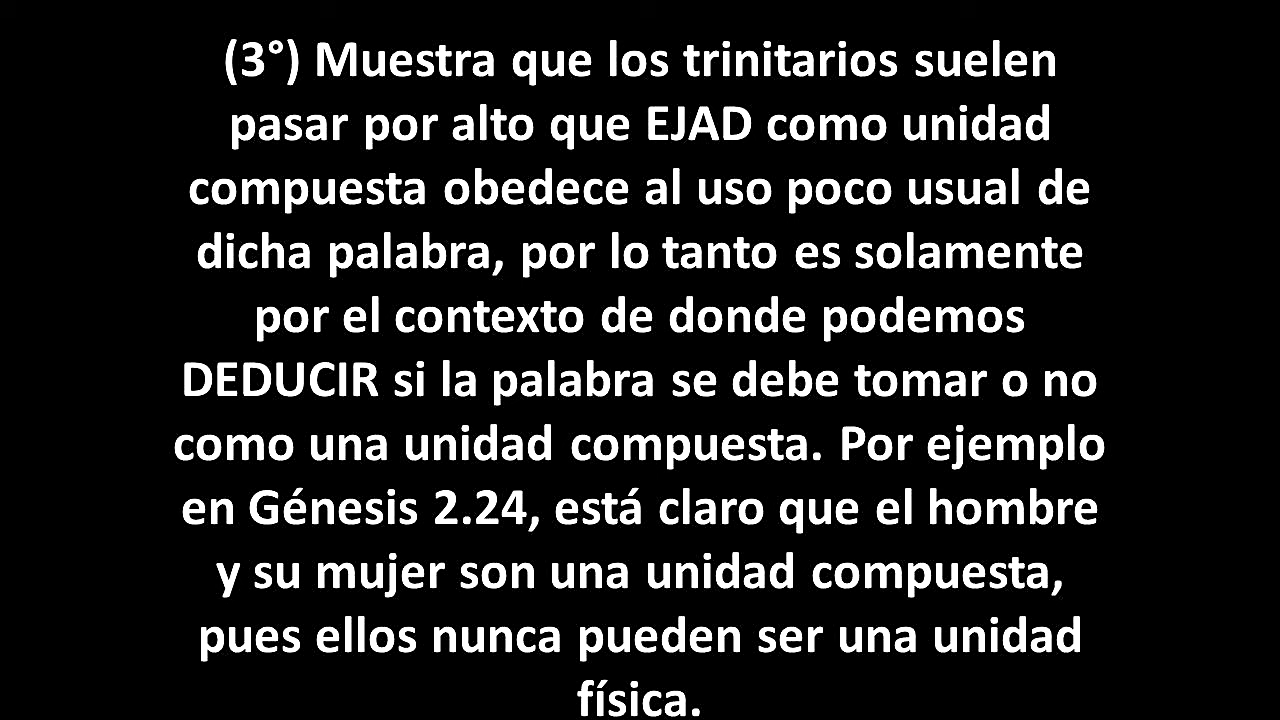 (3°) Muestra que los trinitarios suelen
pasar por alto que EJAD como unidad
compuesta obedece al uso poco usual de
dicha palabra, por lo tanto es solamente
por el contexto de donde podemos
DEDUCIR si la palabra se debe tomar o no
como una unidad compuesta. Por ejemplo
en Génesis 2.24, está claro que el hombre
y su mujer son una unidad compuesta,
pues ellos nunca pueden ser una unidad
física.